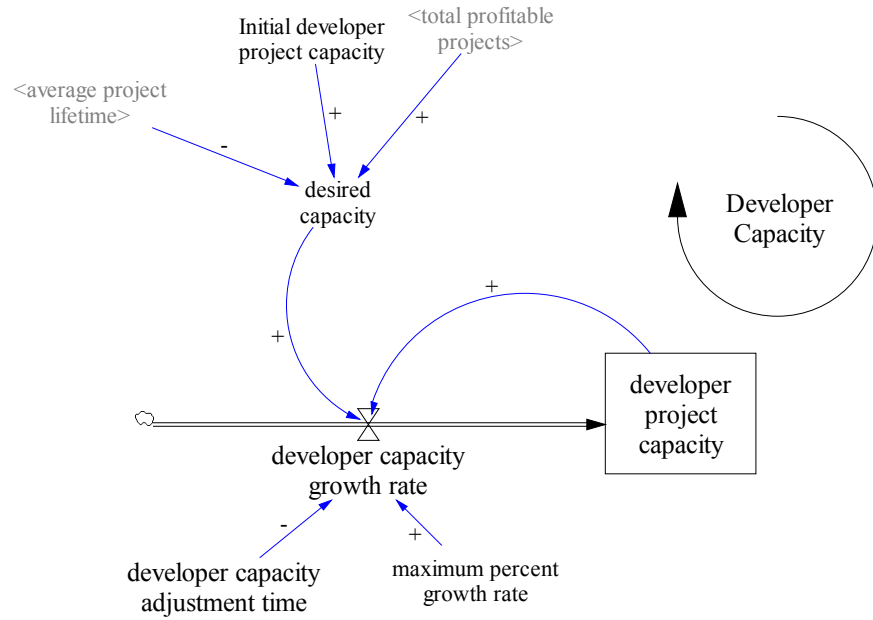 Initial developer
project capacity
<total profitable
projects>
<average project
lifetime>
+
+
-
desired
capacity
Developer
Capacity
+
+
developer
project
capacity
developer capacity
growth rate
-
+
developer capacity
adjustment time
maximum percent
growth rate